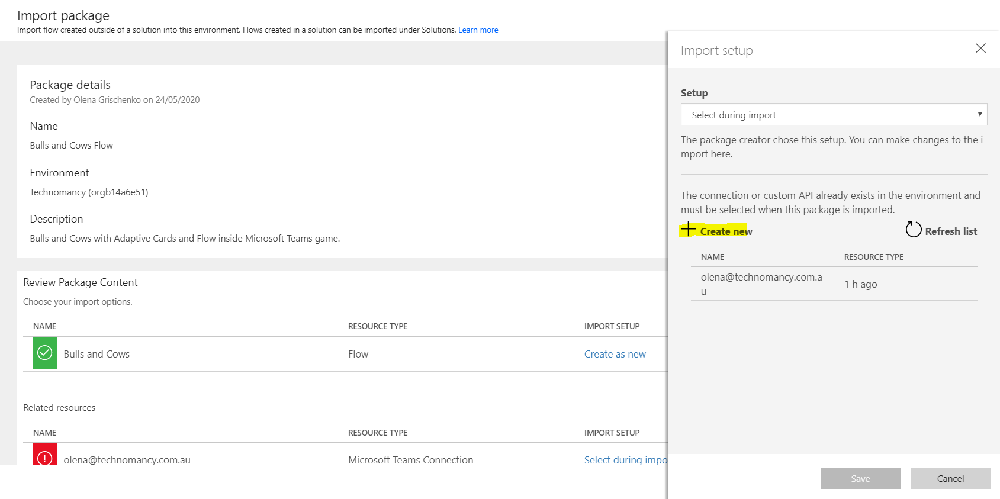 Import package
Import flow created outside of a solution into this environment. Flows created in a solution can be imported under Solutions. Learn more
Package details
Created by Olena Grischenko on 24/05/2020
Name
Bulls and Cows Flow
Environment
Technomancy (orgb14a6e51)
Description
Bulls and Cows with Adaptive Cards and Flow inside Microsoft Teams game.
Review Package Content
Choose your import options.
NAME RESOURCE TYPE IMPORT SETUP
Bulls and Cows Flow Create as new
Related resources
NAME RESOURCE TYPE IMPORT SETUP
olena@technomancy.com.au Microsoft Teams Connection Select during impo
Import setup
Setup
Select during import
The package creator chose this setup. You can make changes to the i
mport here.
The connection or custom API already exists in the environment and
must be selected when this package is imported.
Create new Refresh list
NAME RESOURCE TYPE
olena@technomancy.com.a
u
1 h ago
Save Cancel